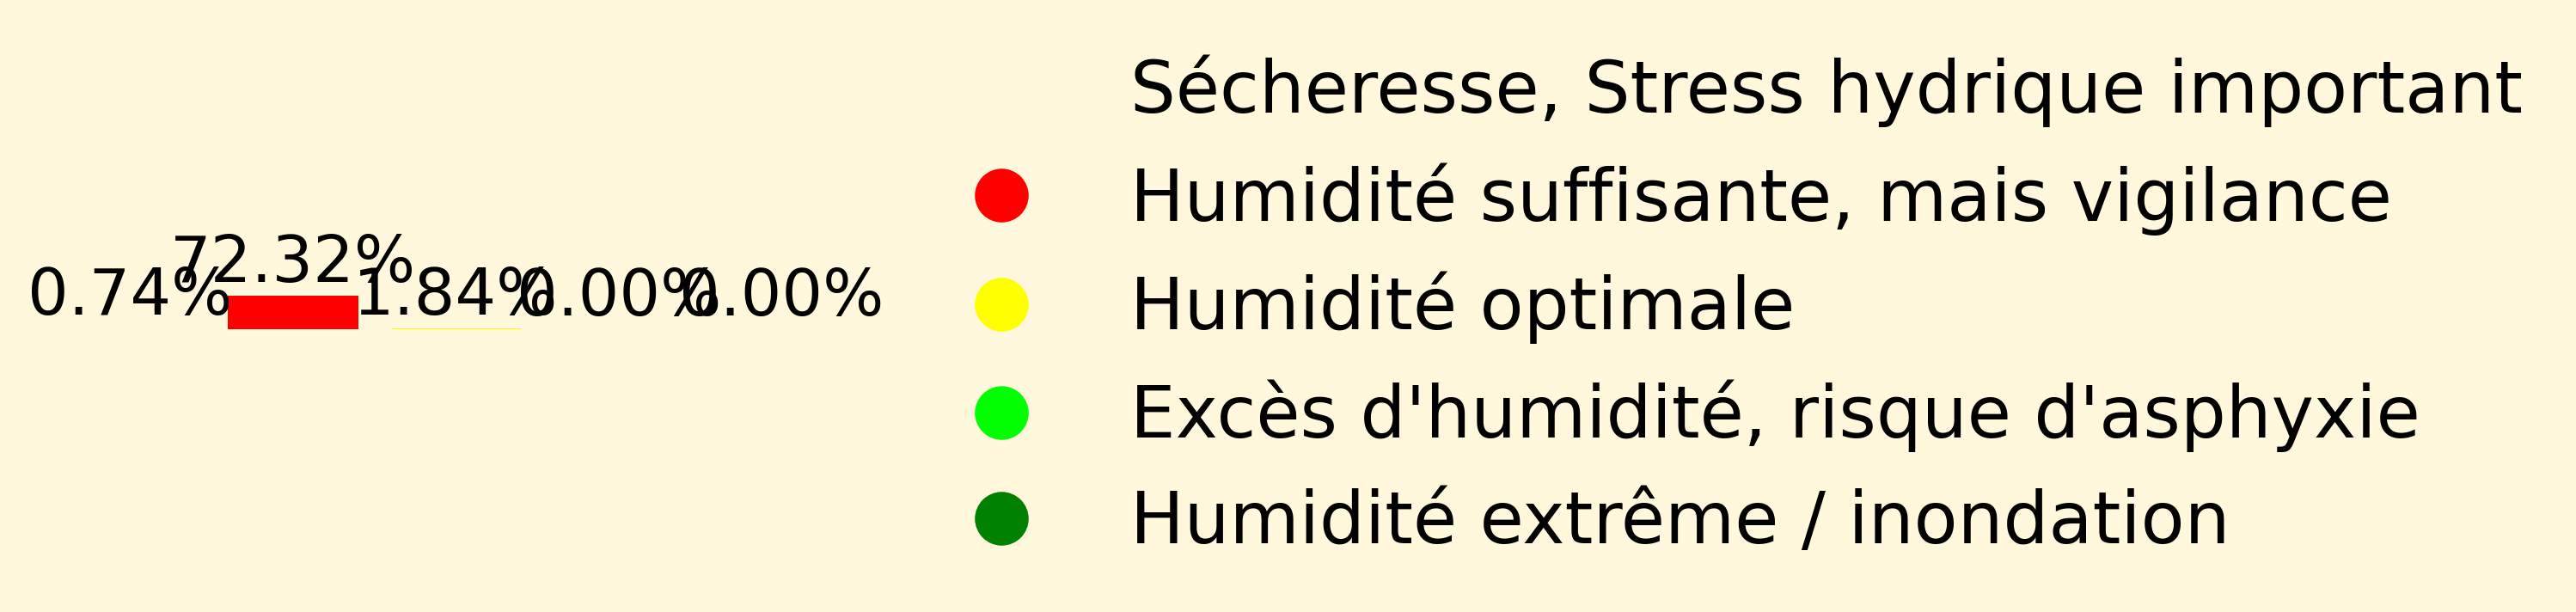 72.32%
0.74% 1.84% 0.00% 0.00%
Sécheresse, Stress hydrique important
Humidité suffisante, mais vigilance
Humidité optimale
Excès d'humidité, risque d'asphyxie
Humidité extrême / inondation